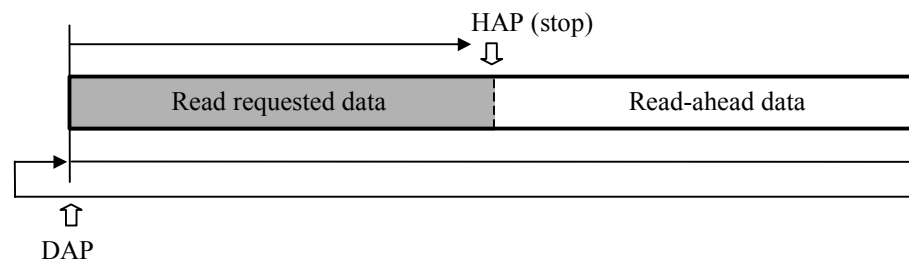 HAP (stop)
Read requested data
Read-ahead data
DAP